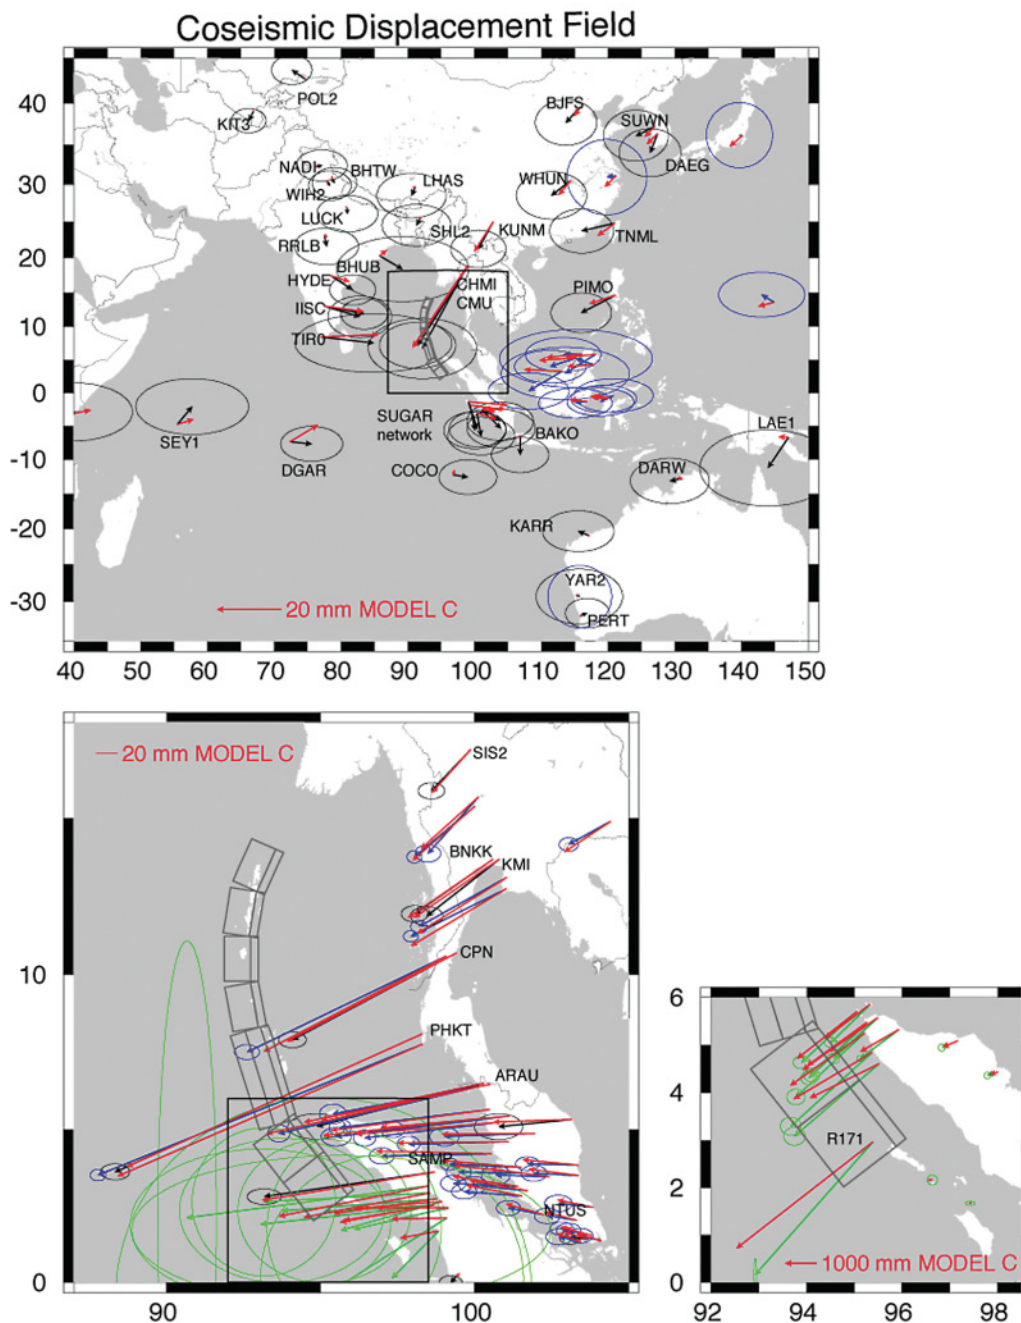 Coseismic Displacement Field
40
30
20
10
0
-10
-20
-30
POL2
KIT3
NADI
BHTW
WIH2
LHAS
LUCK
SHL2
KUNM
RRLB
BHUB
HYDE
CHMI
CMU
IISC
TIR0
BJFS
SUWN
DAEG
WHUN
TNML
PIMO
SUGAR
network
BAKO
LAE1
SEY1
DGAR
COCO
DARW
KARR
YAR2
PERT
20 mm MODEL C
40 50 60 70 80 90 100 110 120 130 140 150
20 mm MODEL C
SIS2
BNKK
KMI
CPN
PHKT
ARAU
SAMP
NTUS
10
0
90 100
6
4
2
0
R171
1000 mm MODEL C
92 94 96 98